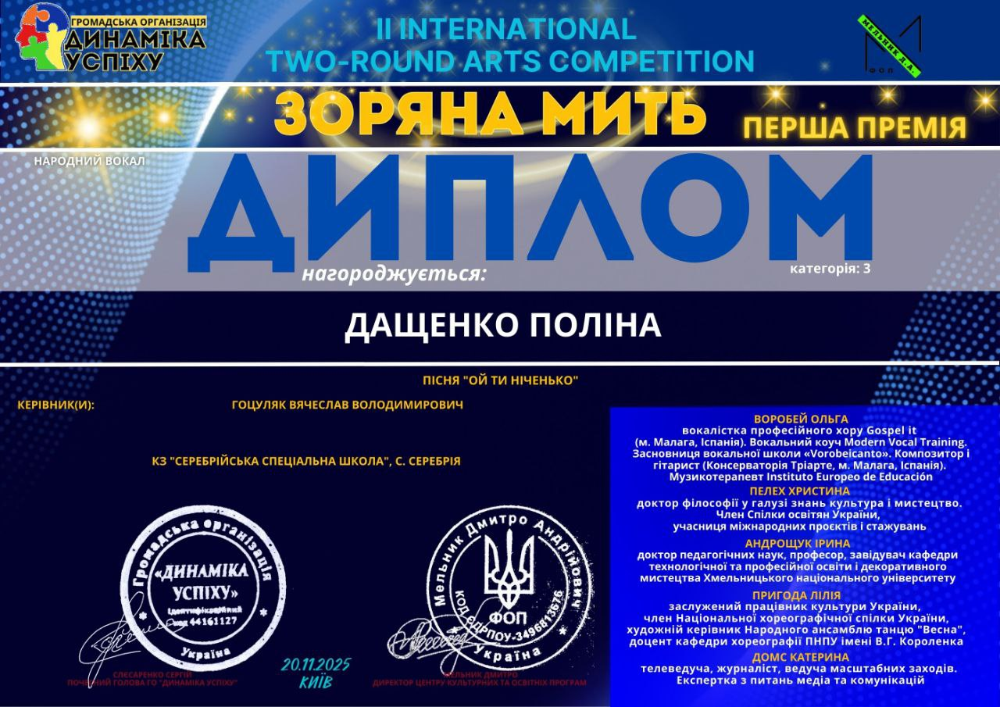 ГРОМАДСЬКА ОРГАНІЗАЦІЯ
ДИНАМІКА
УСПІХУ
II INTERNATIONAL
TWO-ROUND ARTS COMPETITION
МЕЛЬНИК Д.А.
ФОП
ЗОРЯНА МИТЬ
ПЕРША ПРЕМІЯ
НАРОДНИЙ ВОКАЛ
ДИПЛОМ
нагороджується:
категорія: 3
ДАЩЕНКО ПОЛІНА
ПІСНЯ "ОЙ ТИ НІЧЕНЬКО"
КЕРІВНИК(И):
ГОЦУЛЯК ВЯЧЕСЛАВ ВОЛОДИМИРОВИЧ
КЗ "СЕРЕБРІЙСЬКА СПЕЦІАЛЬНА ШКОЛА", С. СЕРЕБРІЯ
ВОРОБЕЙ ОЛЬГА
вокалістка професійного хору Gospel it
(м. Малага, Іспанія). Вокальний коуч Modern Vocal Training.
Засновниця вокальної школи «Vorobeicanto». Композитор і
гітарист (Консерваторія Тріарте, м. Малага, Іспанія).
Музикотерапевт Instituto Europeo de Educación
ПЕЛЕХ ХРИСТИНА
доктор філософії у галузі знань культура і мистецтво.
Член Спілки освітян України,
учасниця міжнародних проєктів і стажувань
АНДРОЩУК ІРИНА
доктор педагогічних наук, професор, завідувач кафедри
технологічної та професійної освіти і декоративного
мистецтва Хмельницького національного університету
ПРИГОДА ЛІЛІЯ
заслужений працівник культури України,
член Національної хореографічної спілки України,
художній керівник Народного ансамблю танцю "Весна",
доцент кафедри хореографії ПНПУ імені В.Г. Короленка
ДОМС КАТЕРИНА
телеведуча, журналіст, ведуча масштабних заходів.
Експертка з питань медіа та комунікацій
Громадська організація
«ДИНАМІКА
УСПІХУ»
Ідентифікаційний
код 44161127
Україна
Мельник Дмитро Андрійович
ФОП
КОД ЄДРПОУ-3496813676
Україна
СЛЄСАРЕНКО СЕРГІЙ
ПОЧЕСНИЙ ГОЛОВА ГО "ДИНАМІКА УСПІХУ"
20.11.2025
КИЇВ
МЕЛЬНИК ДМИТРО
ДИРЕКТОР ЦЕНТРУ КУЛЬТУРНИХ ТА ОСВІТНІХ ПРОГРАМ